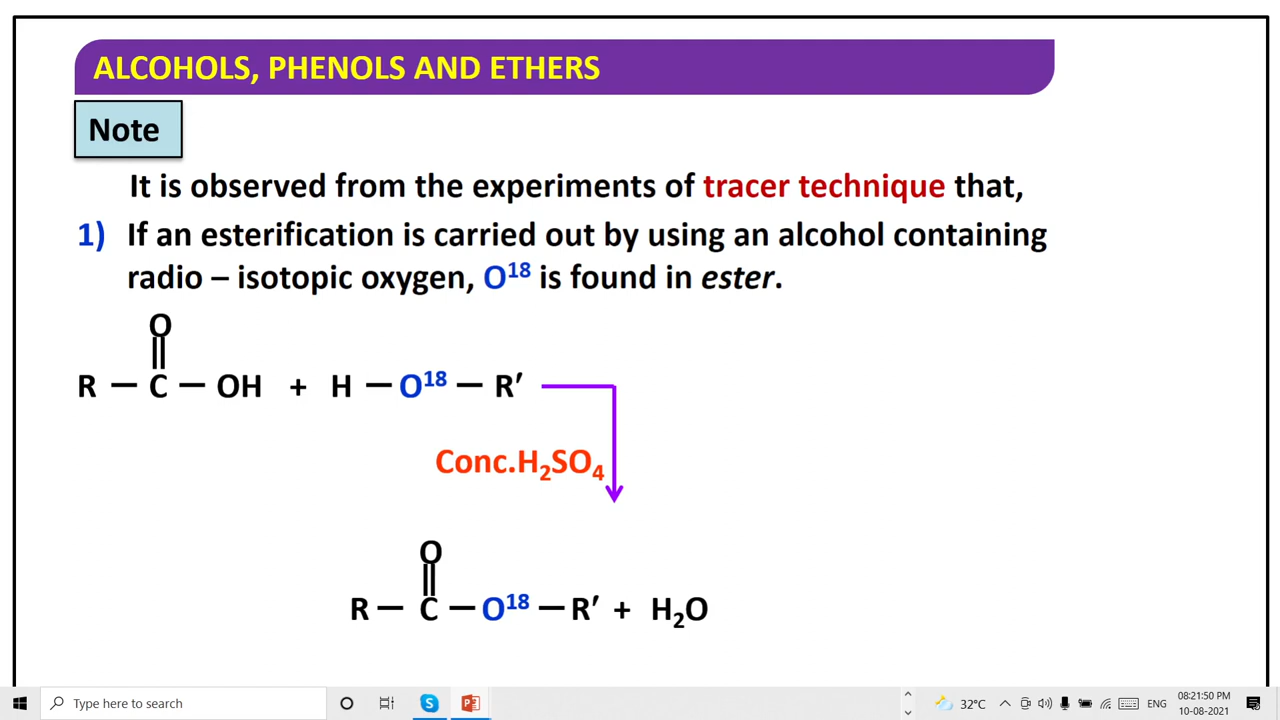 ALCOHOLS, PHENOLS AND ETHERS
Note
It is observed from the experiments of tracer technique that,
1) If an esterification is carried out by using an alcohol containing
radio – isotopic oxygen, O¹⁸ is found in ester.
O
||
R — C — OH + H — O¹⁸ — R′
Conc.H₂SO₄
O
||
R — C — O¹⁸ — R′ + H₂O
Type here to search
32°C
ENG
08:21:50 PM
10-08-2021